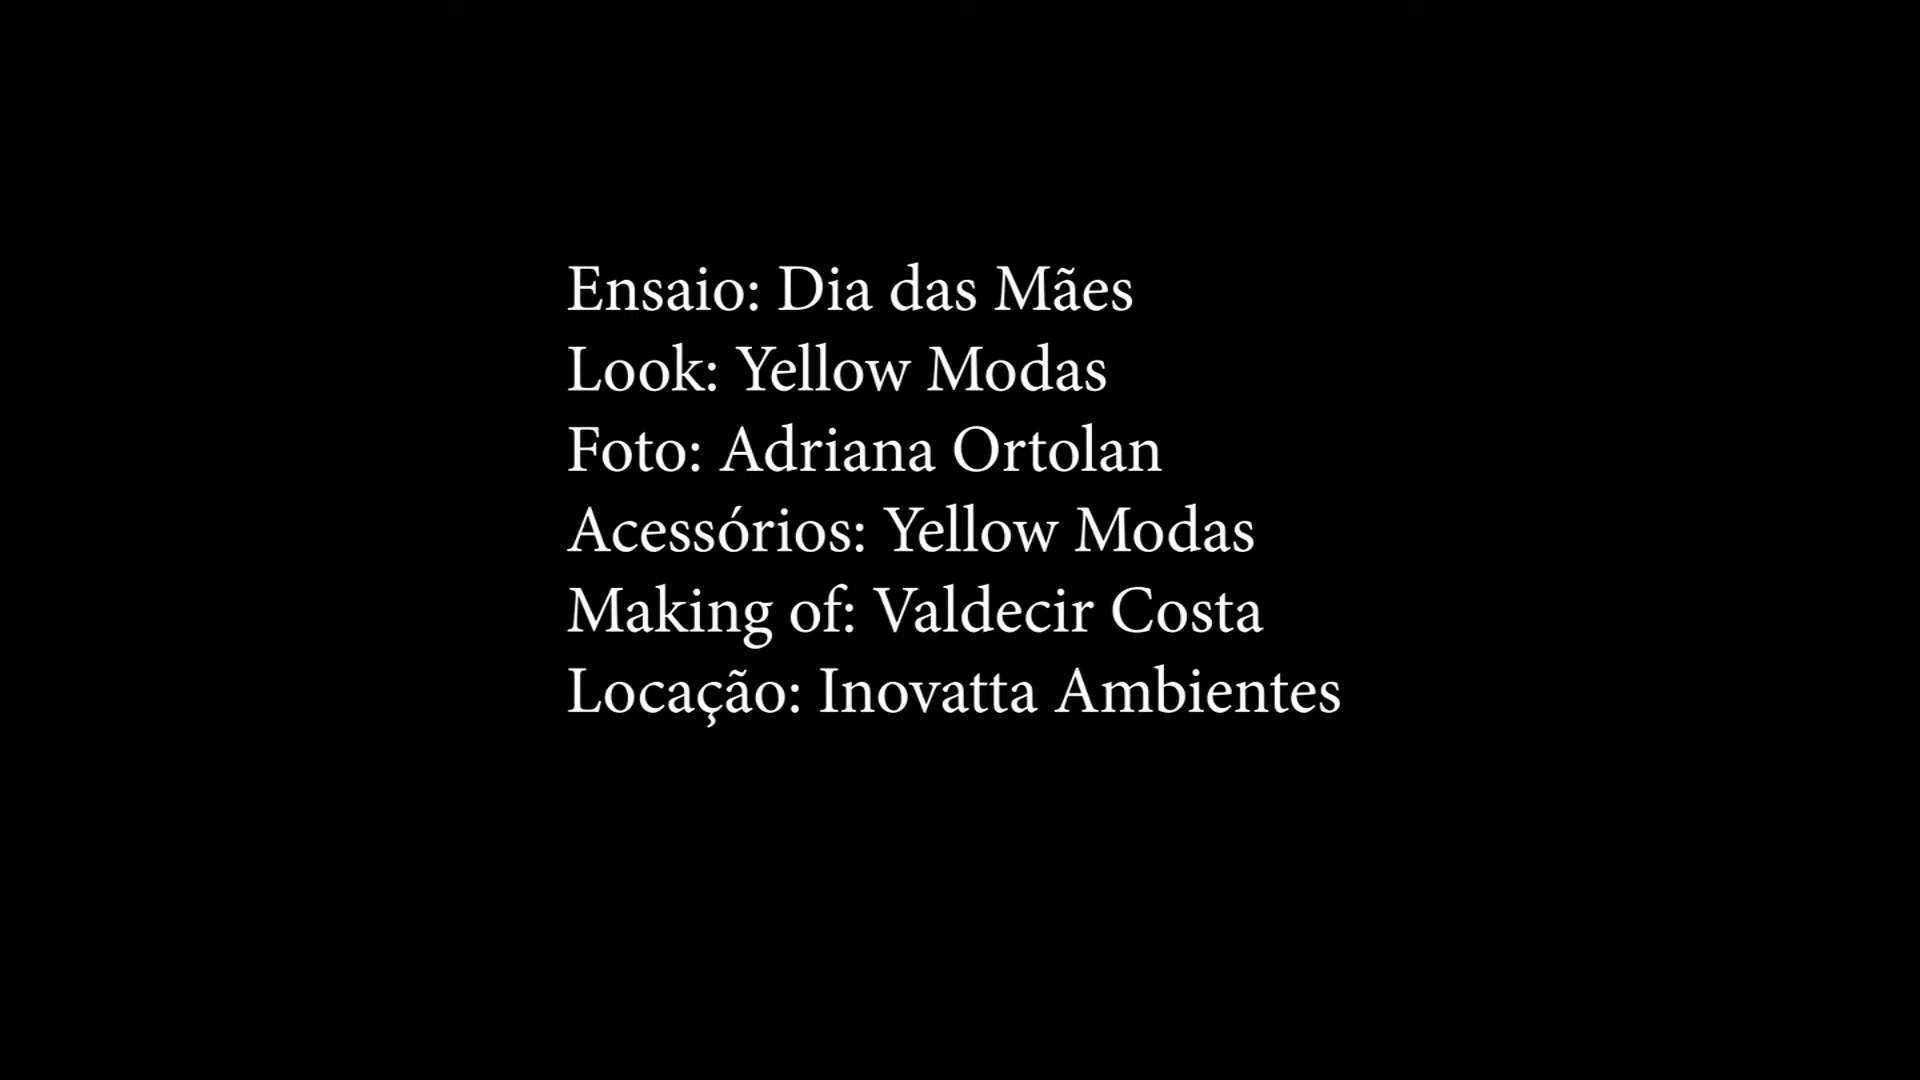 Ensaio: Dia das Mães
Look: Yellow Modas
Foto: Adriana Ortolan
Acessórios: Yellow Modas
Making of: Valdecir Costa
Locação: Inovatta Ambientes